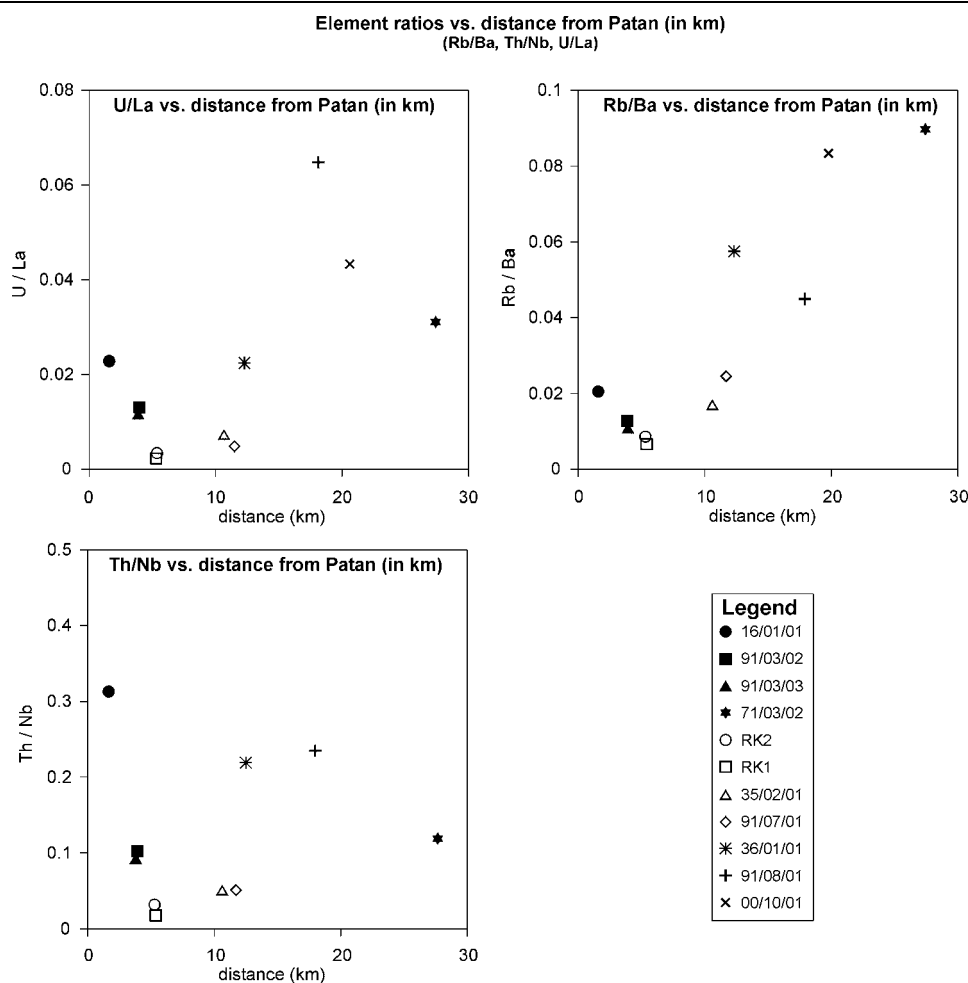 Element ratios vs. distance from Patan (in km)
(Rb/Ba, Th/Nb, U/La)
U/La vs. distance from Patan (in km)
0.08
0.06
0.04
0.02
0
U / La
0 10 20 30
distance (km)
Rb/Ba vs. distance from Patan (in km)
0.1
0.08
0.06
0.04
0.02
0
Rb / Ba
0 10 20 30
distance (km)
Th/Nb vs. distance from Patan (in km)
0.5
0.4
0.3
0.2
0.1
0
Th / Nb
0 10 20 30
distance (km)
Legend
16/01/01
91/03/02
91/03/03
71/03/02
RK2
RK1
35/02/01
91/07/01
36/01/01
91/08/01
00/10/01